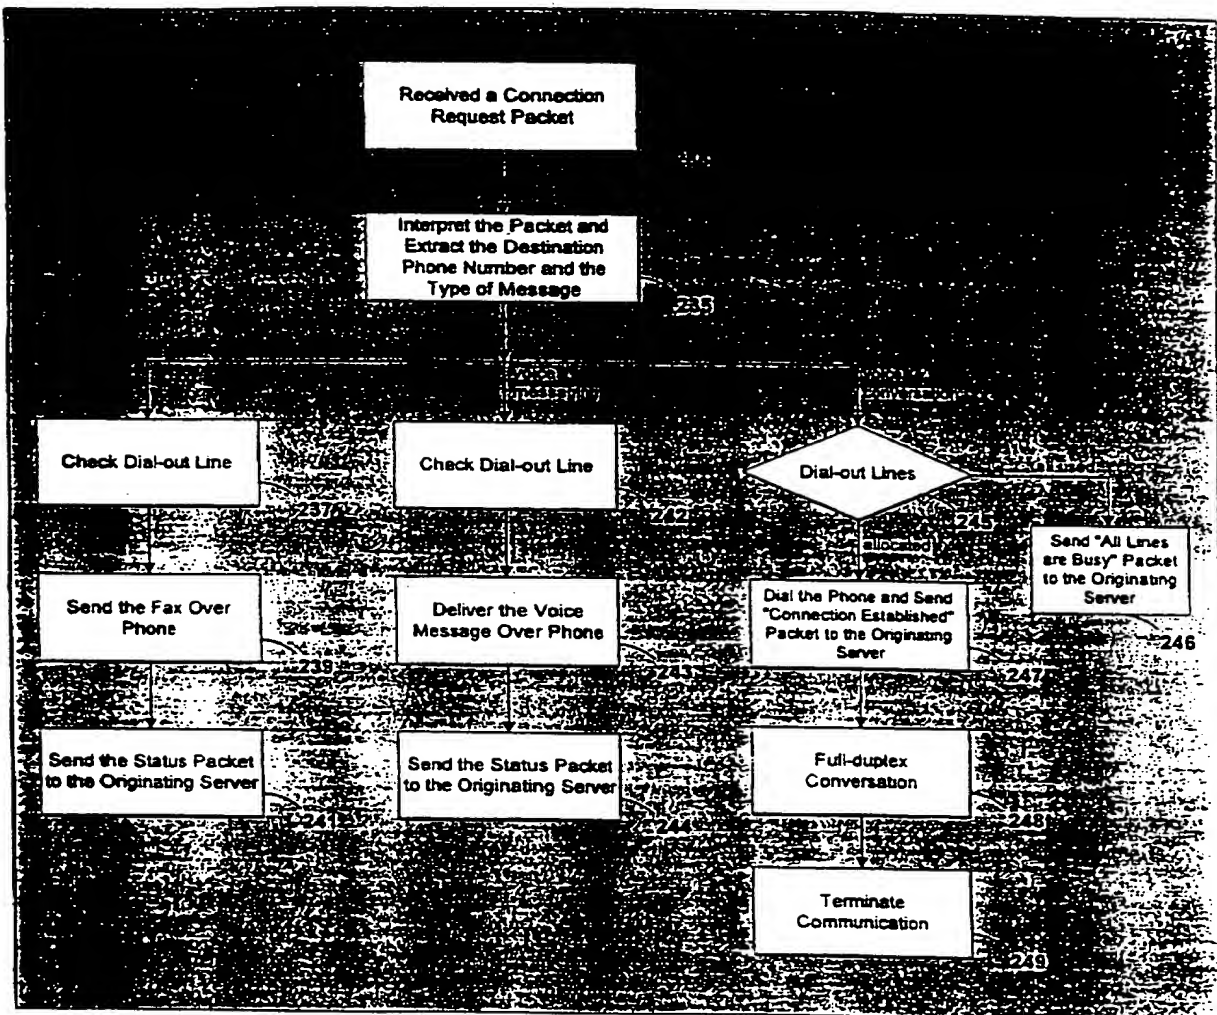 Received a Connection
Request Packet
Interpret the Packet and
Extract the Destination
Phone Number and the
Type of Message
235
messaging
conversation
Check Dial-out Line
237
Check Dial-out Line
242
Dial-out Lines
245
allocated
Send "All Lines
are Busy" Packet
to the Originating
Server
246
Send the Fax Over
Phone
239
Deliver the Voice
Message Over Phone
243
Dial the Phone and Send
"Connection Established"
Packet to the Originating
Server
247
Send the Status Packet
to the Originating Server
241
Send the Status Packet
to the Originating Server
244
Full-duplex
Conversation
248
Terminate
Communication